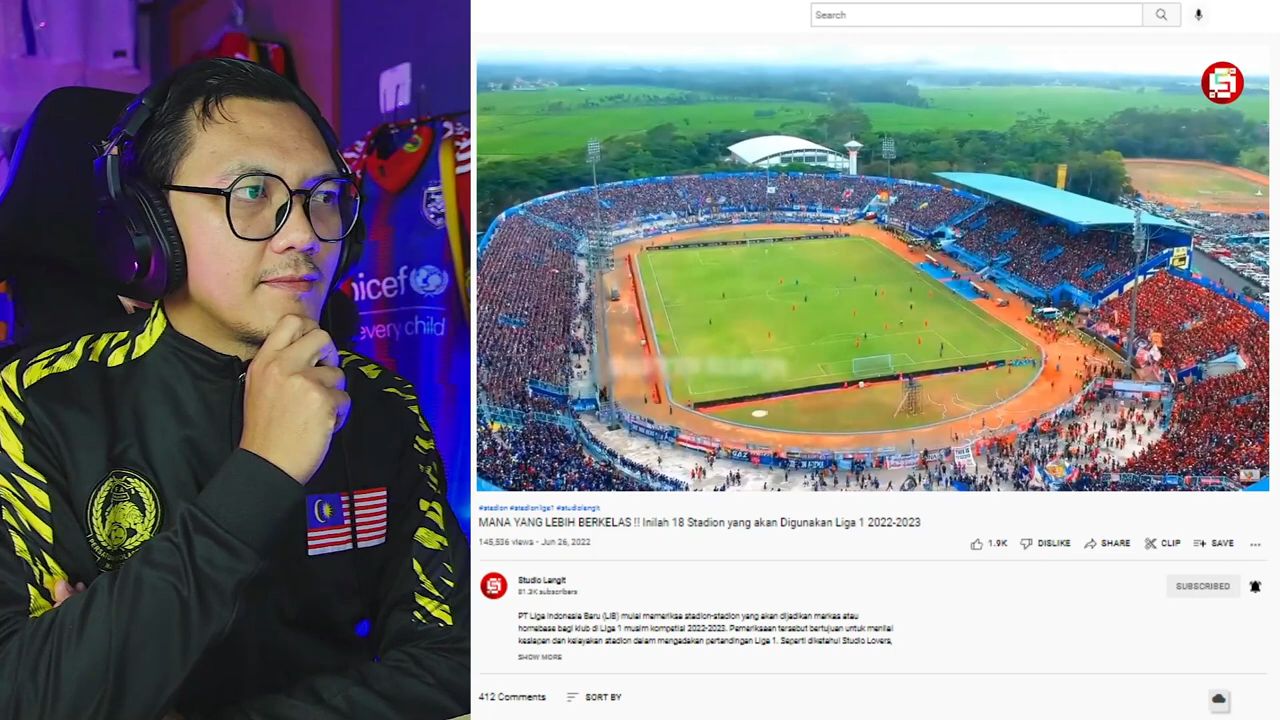 Search
unicef
every child
#stadion #stadionliga1 #studiolangit
MANA YANG LEBIH BERKELAS !! Inilah 18 Stadion yang akan Digunakan Liga 1 2022-2023
145,536 views - Jun 26, 2022
1.9K
DISLIKE
SHARE
CLIP
SAVE
Studio Langit
81.3K subscribers
SUBSCRIBED
PT Liga Indonesia Baru (LIB) mulai memeriksa stadion-stadion yang akan dijadikan markas atau
homebase bagi klub di Liga 1 musim kompetisi 2022-2023. Pemeriksaan tersebut bertujuan untuk menilai
kesiapan dan kelayakan stadion dalam mengadakan pertandingan Liga 1. Seperti diketahui Studio Lovers,
SHOW MORE
412 Comments
SORT BY